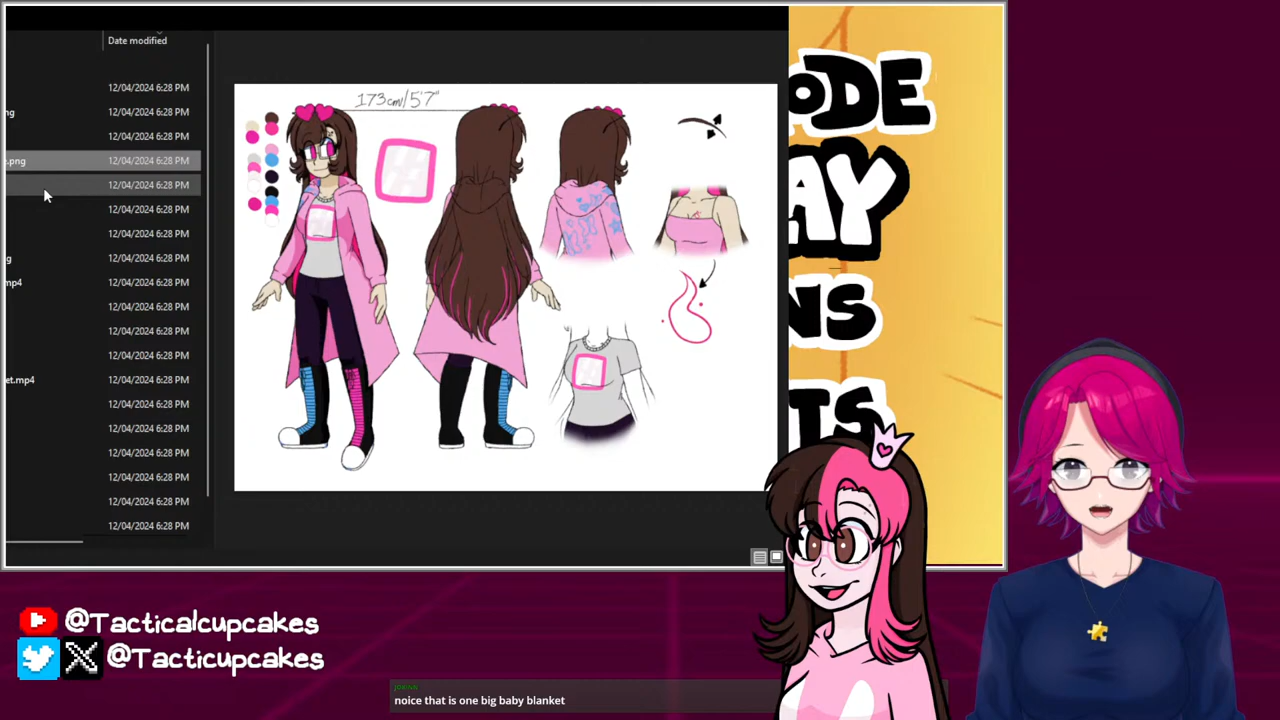 Date modified
12/04/2024 6:28 PM
ng 12/04/2024 6:28 PM
12/04/2024 6:28 PM
.png 12/04/2024 6:28 PM
12/04/2024 6:28 PM
12/04/2024 6:28 PM
12/04/2024 6:28 PM
g 12/04/2024 6:28 PM
mp4 12/04/2024 6:28 PM
12/04/2024 6:28 PM
12/04/2024 6:28 PM
12/04/2024 6:28 PM
et.mp4 12/04/2024 6:28 PM
12/04/2024 6:28 PM
12/04/2024 6:28 PM
12/04/2024 6:28 PM
12/04/2024 6:28 PM
12/04/2024 6:28 PM
12/04/2024 6:28 PM
173cm/5'7"
ODE
AY
NS
TS
@Tacticalcupcakes
@Tacticupcakes
noice that is one big baby blanket